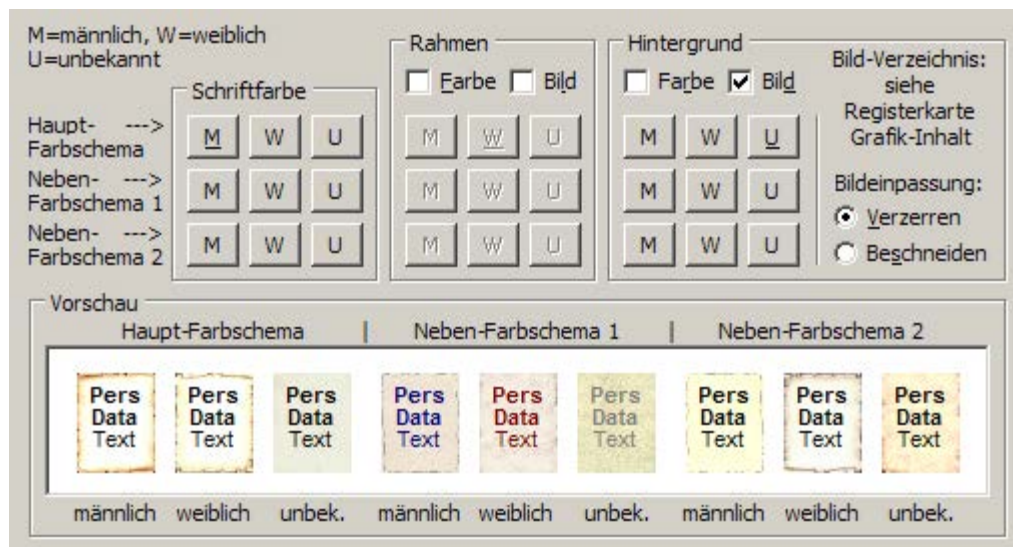 M=männlich, W=weiblich
U=unbekannt
Schriftfarbe
Rahmen
Farbe Bild
Hintergrund
Farbe Bild
Bild-Verzeichnis:
siehe
Registerkarte
Grafik-Inhalt
Haupt- --->
Farbschema
M W U M W U M W U
Neben- --->
Farbschema 1
M W U M W U M W U
Neben- --->
Farbschema 2
M W U M W U M W U
Bildeinpassung:
Verzerren
Beschneiden
Vorschau
Haupt-Farbschema | Neben-Farbschema 1 | Neben-Farbschema 2
Pers Pers Pers Pers Pers Pers Pers Pers Pers
Data Data Data Data Data Data Data Data Data
Text Text Text Text Text Text Text Text Text
männlich weiblich unbek. männlich weiblich unbek. männlich weiblich unbek.